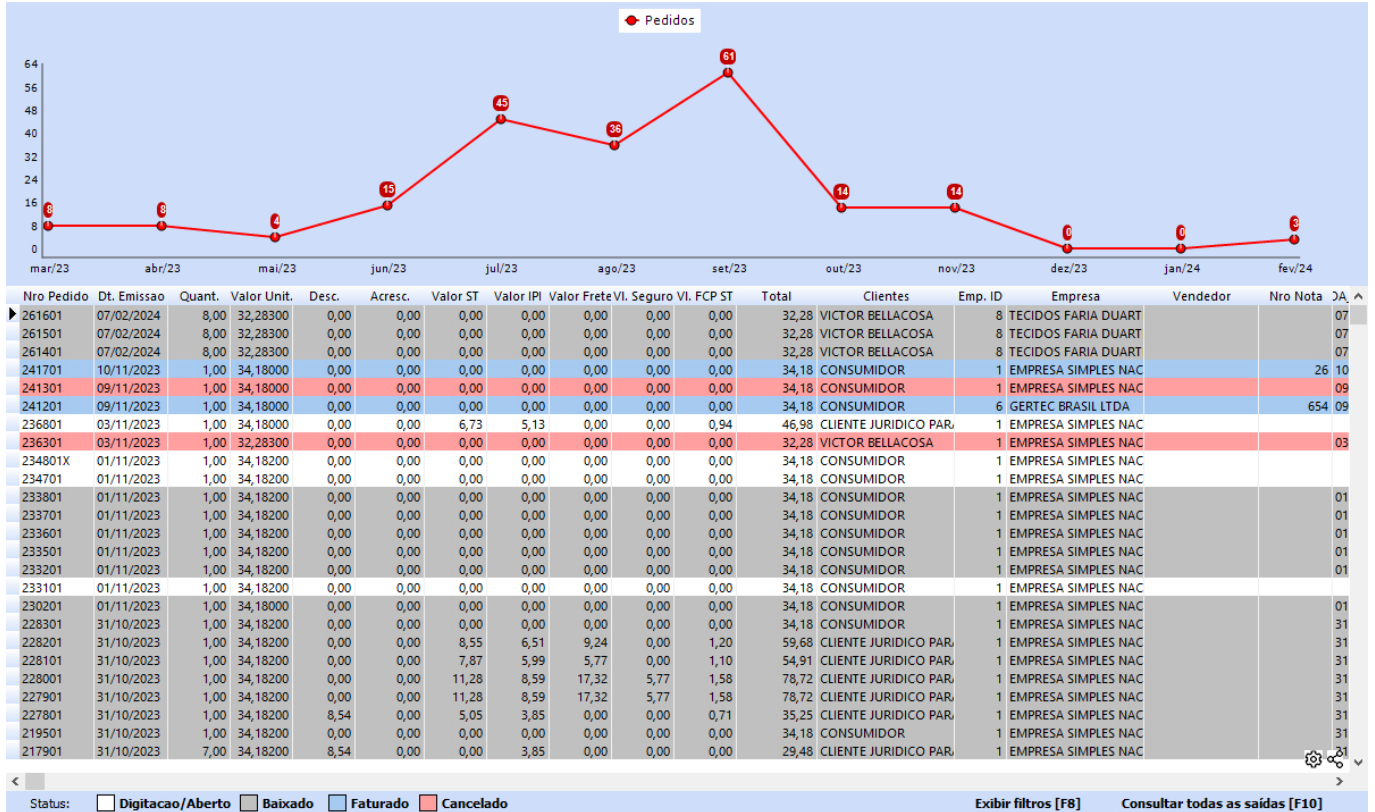 Pedidos
64
56
48
40
32
24
16
8
0
8
8
4
15
45
36
61
14
14
0
0
3
mar/23 abr/23 mai/23 jun/23 jul/23 ago/23 set/23 out/23 nov/23 dez/23 jan/24 fev/24
Nro Pedido Dt. Emissao Quant. Valor Unit. Desc. Acresc. Valor ST Valor IPI Valor Frete Vl. Seguro Vl. FCP ST Total Clientes Emp. ID Empresa Vendedor Nro Nota DA_
261601 07/02/2024 8,00 32,28300 0,00 0,00 0,00 0,00 0,00 0,00 0,00 32,28 VICTOR BELLACOSA 8 TECIDOS FARIA DUART 07
261501 07/02/2024 8,00 32,28300 0,00 0,00 0,00 0,00 0,00 0,00 0,00 32,28 VICTOR BELLACOSA 8 TECIDOS FARIA DUART 07
261401 07/02/2024 8,00 32,28300 0,00 0,00 0,00 0,00 0,00 0,00 0,00 32,28 VICTOR BELLACOSA 8 TECIDOS FARIA DUART 07
241701 10/11/2023 1,00 34,18000 0,00 0,00 0,00 0,00 0,00 0,00 0,00 34,18 CONSUMIDOR 1 EMPRESA SIMPLES NAC 26 10
241301 09/11/2023 1,00 34,18000 0,00 0,00 0,00 0,00 0,00 0,00 0,00 34,18 CONSUMIDOR 1 EMPRESA SIMPLES NAC 09
241201 09/11/2023 1,00 34,18000 0,00 0,00 0,00 0,00 0,00 0,00 0,00 34,18 CONSUMIDOR 6 GERTEC BRASIL LTDA 654 09
236801 03/11/2023 1,00 34,18000 0,00 0,00 6,73 5,13 0,00 0,00 0,94 46,98 CLIENTE JURIDICO PAR 1 EMPRESA SIMPLES NAC
236301 03/11/2023 1,00 32,28300 0,00 0,00 0,00 0,00 0,00 0,00 0,00 32,28 VICTOR BELLACOSA 1 EMPRESA SIMPLES NAC 03
234801X 01/11/2023 1,00 34,18200 0,00 0,00 0,00 0,00 0,00 0,00 0,00 34,18 CONSUMIDOR 1 EMPRESA SIMPLES NAC
234701 01/11/2023 1,00 34,18200 0,00 0,00 0,00 0,00 0,00 0,00 0,00 34,18 CONSUMIDOR 1 EMPRESA SIMPLES NAC
233801 01/11/2023 1,00 34,18200 0,00 0,00 0,00 0,00 0,00 0,00 0,00 34,18 CONSUMIDOR 1 EMPRESA SIMPLES NAC 01
233701 01/11/2023 1,00 34,18200 0,00 0,00 0,00 0,00 0,00 0,00 0,00 34,18 CONSUMIDOR 1 EMPRESA SIMPLES NAC 01
233601 01/11/2023 1,00 34,18200 0,00 0,00 0,00 0,00 0,00 0,00 0,00 34,18 CONSUMIDOR 1 EMPRESA SIMPLES NAC 01
233501 01/11/2023 1,00 34,18200 0,00 0,00 0,00 0,00 0,00 0,00 0,00 34,18 CONSUMIDOR 1 EMPRESA SIMPLES NAC 01
233201 01/11/2023 1,00 34,18200 0,00 0,00 0,00 0,00 0,00 0,00 0,00 34,18 CONSUMIDOR 1 EMPRESA SIMPLES NAC 01
233101 01/11/2023 1,00 34,18200 0,00 0,00 0,00 0,00 0,00 0,00 0,00 34,18 CONSUMIDOR 1 EMPRESA SIMPLES NAC
230201 01/11/2023 1,00 34,18000 0,00 0,00 0,00 0,00 0,00 0,00 0,00 34,18 CONSUMIDOR 1 EMPRESA SIMPLES NAC 01
228301 31/10/2023 1,00 34,18200 0,00 0,00 0,00 0,00 0,00 0,00 0,00 34,18 CONSUMIDOR 1 EMPRESA SIMPLES NAC 31
228201 31/10/2023 1,00 34,18200 0,00 0,00 8,55 6,51 9,24 0,00 1,20 59,68 CLIENTE JURIDICO PAR 1 EMPRESA SIMPLES NAC 31
228101 31/10/2023 1,00 34,18200 0,00 0,00 7,87 5,99 5,77 0,00 1,10 54,91 CLIENTE JURIDICO PAR 1 EMPRESA SIMPLES NAC 31
228001 31/10/2023 1,00 34,18200 0,00 0,00 11,28 8,59 17,32 5,77 1,58 78,72 CLIENTE JURIDICO PAR 1 EMPRESA SIMPLES NAC 31
227901 31/10/2023 1,00 34,18200 0,00 0,00 11,28 8,59 17,32 5,77 1,58 78,72 CLIENTE JURIDICO PAR 1 EMPRESA SIMPLES NAC 31
227801 31/10/2023 1,00 34,18200 8,54 0,00 5,05 3,85 0,00 0,00 0,71 35,25 CLIENTE JURIDICO PAR 1 EMPRESA SIMPLES NAC 31
219501 31/10/2023 1,00 34,18200 0,00 0,00 0,00 0,00 0,00 0,00 0,00 34,18 CONSUMIDOR 1 EMPRESA SIMPLES NAC 31
217901 31/10/2023 7,00 34,18200 8,54 0,00 0,00 3,85 0,00 0,00 0,00 29,48 CLIENTE JURIDICO PAR 1 EMPRESA SIMPLES NAC 31
Status: Digitacao/Aberto Baixado Faturado Cancelado Exibir filtros [F8] Consultar todas as saídas [F10]